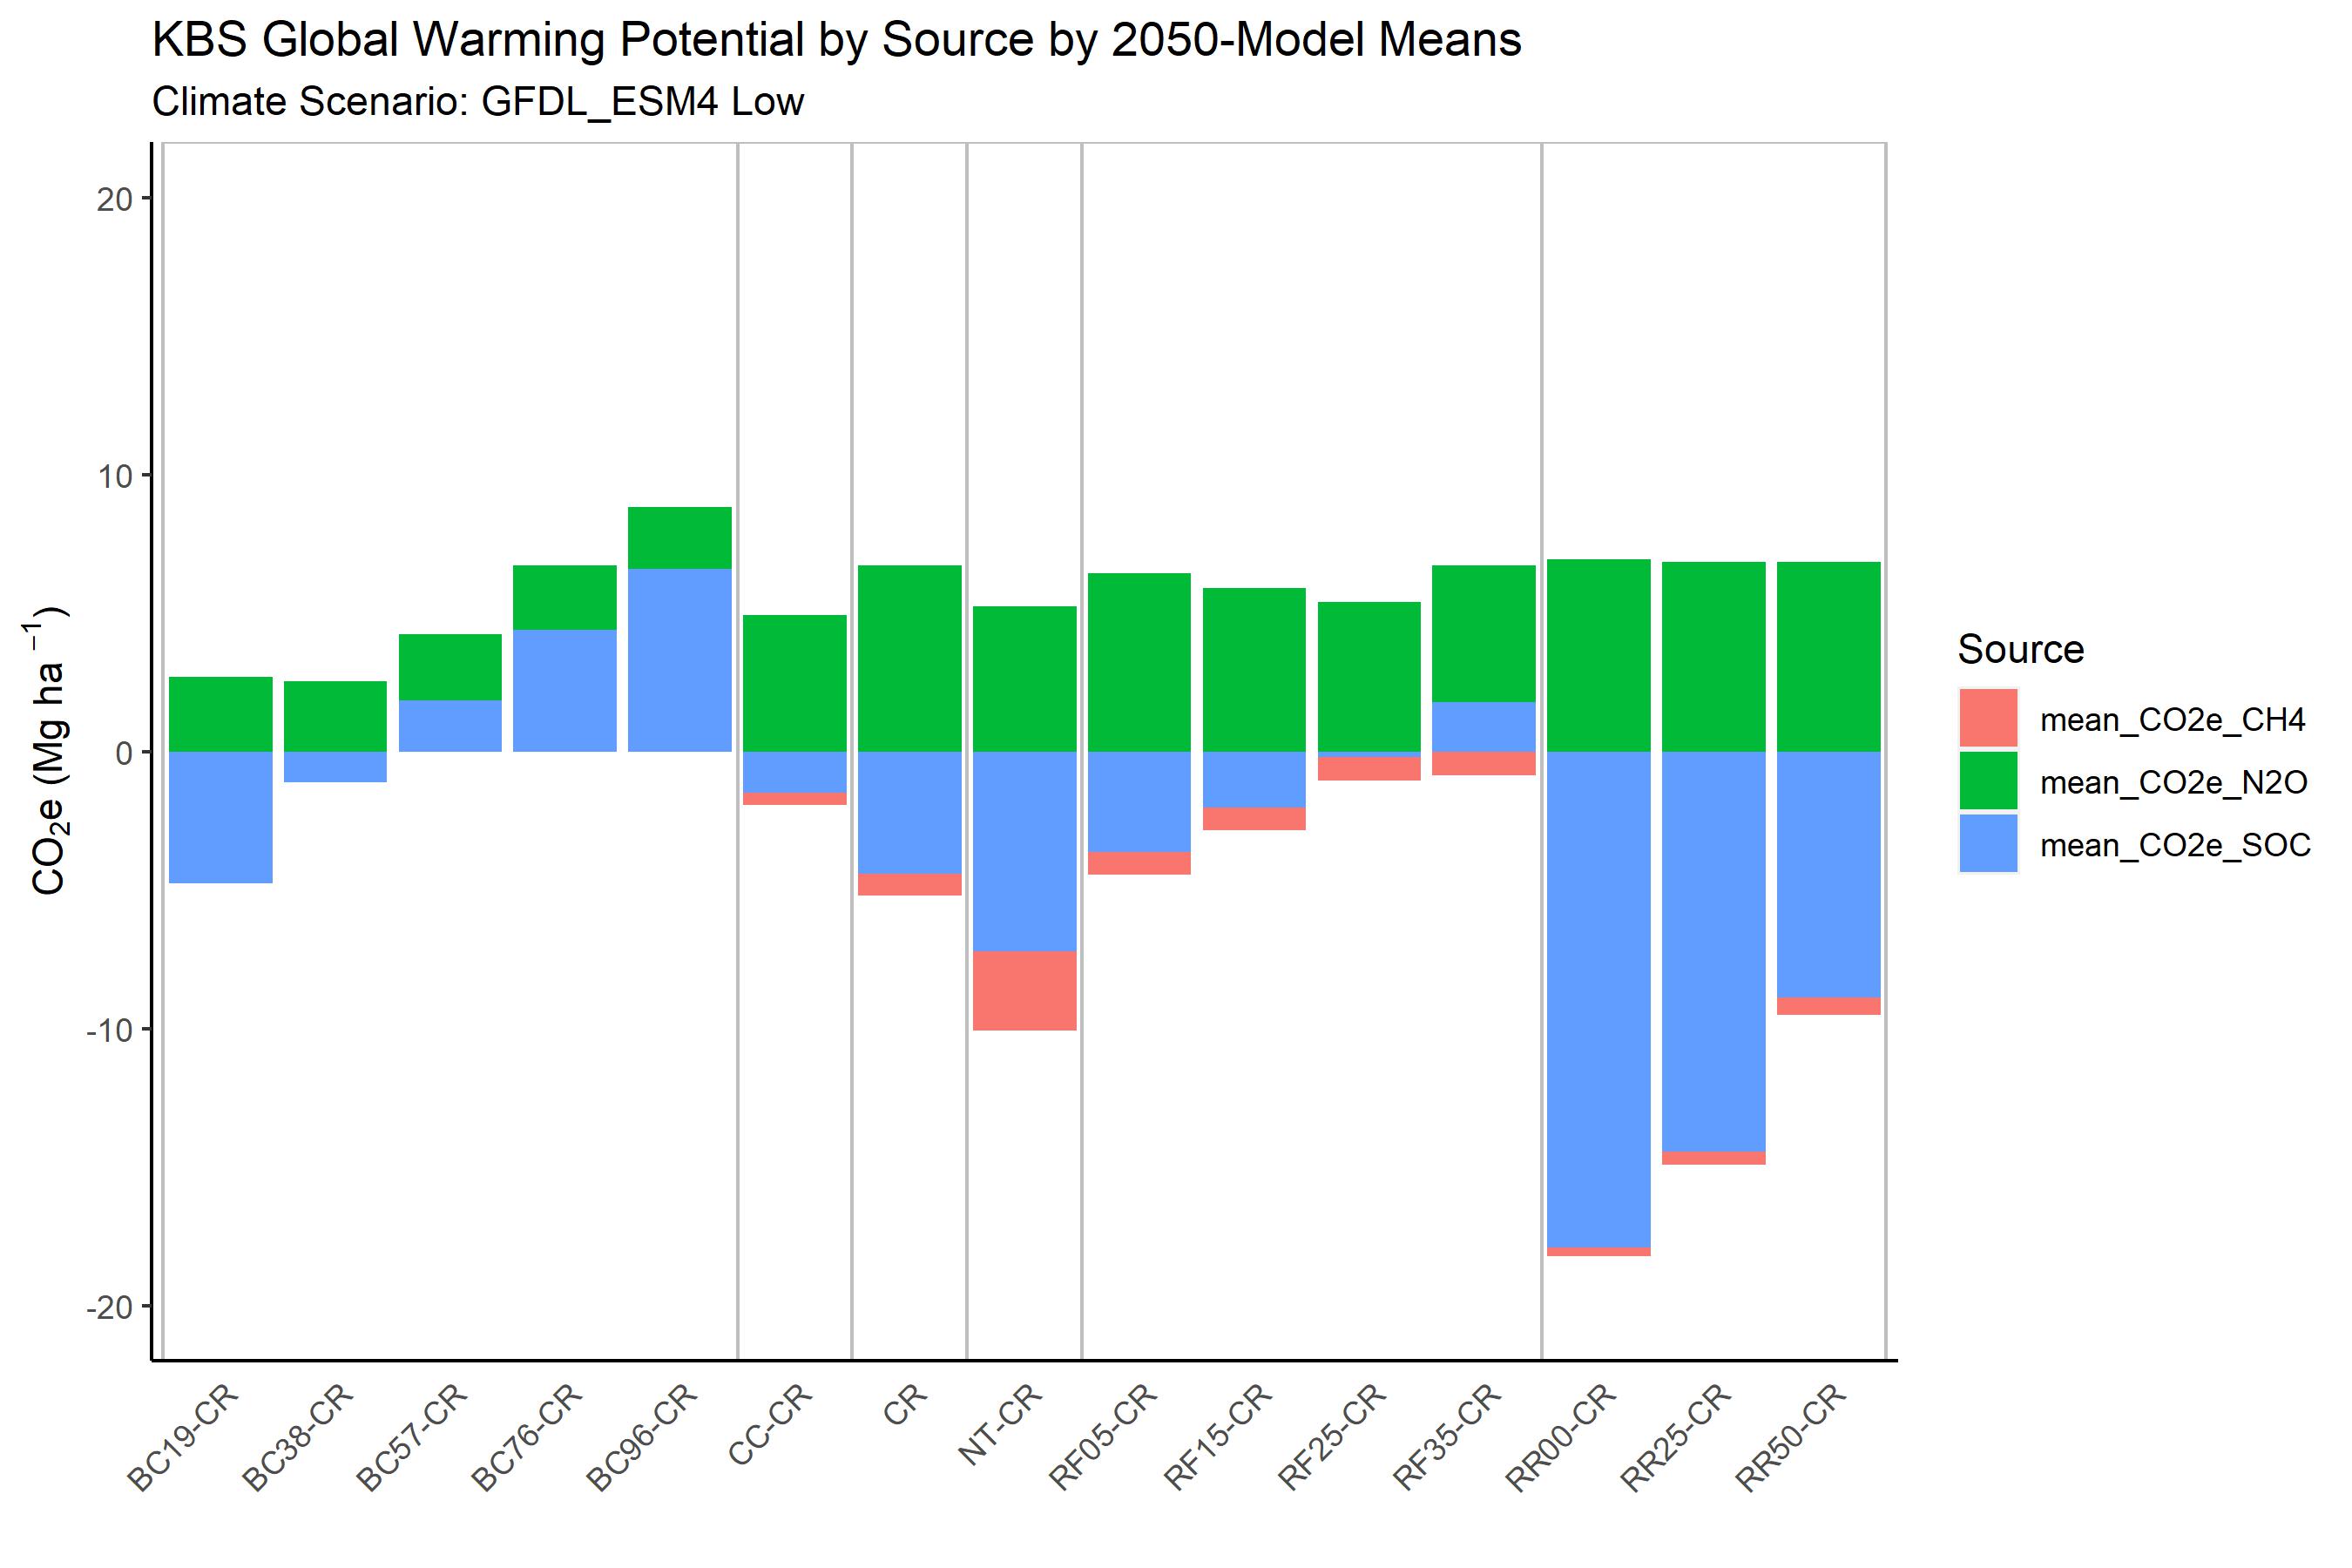 KBS Global Warming Potential by Source by 2050-Model Means
Climate Scenario: GFDL_ESM4 Low
20
10
0
-10
-20
CO₂e (Mg ha ⁻¹)
BC19-CR
BC38-CR
BC57-CR
BC76-CR
BC96-CR
CC-CR
CR
NT-CR
RF05-CR
RF15-CR
RF25-CR
RF35-CR
RR00-CR
RR25-CR
RR50-CR
Source
mean_CO2e_CH4
mean_CO2e_N2O
mean_CO2e_SOC